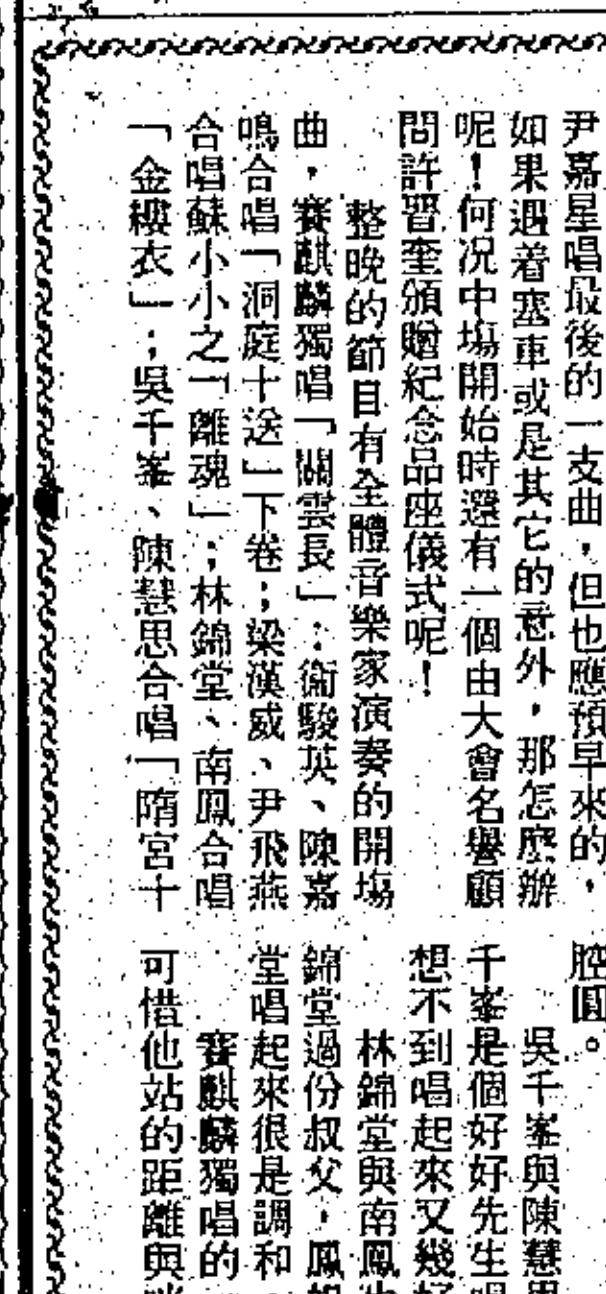 尹嘉星唱最後的一支曲，但也應預早來的，
如果遇着塞車或是其它的意外，那怎麼辦
呢！何况中塲開始時還有一個由大會名譽顧
問許習奎頒贈紀念品座儀式呢！
整晚的節目有全體音樂家演奏的開塲
曲，賽麒麟獨唱「關雲長」；衞駿英、陳嘉
鳴合唱「洞庭十送」下卷；梁漢威、尹飛燕
合唱蘇小小之「離魂」；林錦堂、南鳳合唱
「金縷衣」；吳千峯、陳慧思合唱「隋宮十
腔圓。
吳千峯與陳慧思
千峯是個好好先生唱
想不到唱起來又幾好
林錦堂與南鳳
錦堂過份叔父，鳳
堂唱起來很是調和
賽麒麟獨唱的
可惜他站的距離與